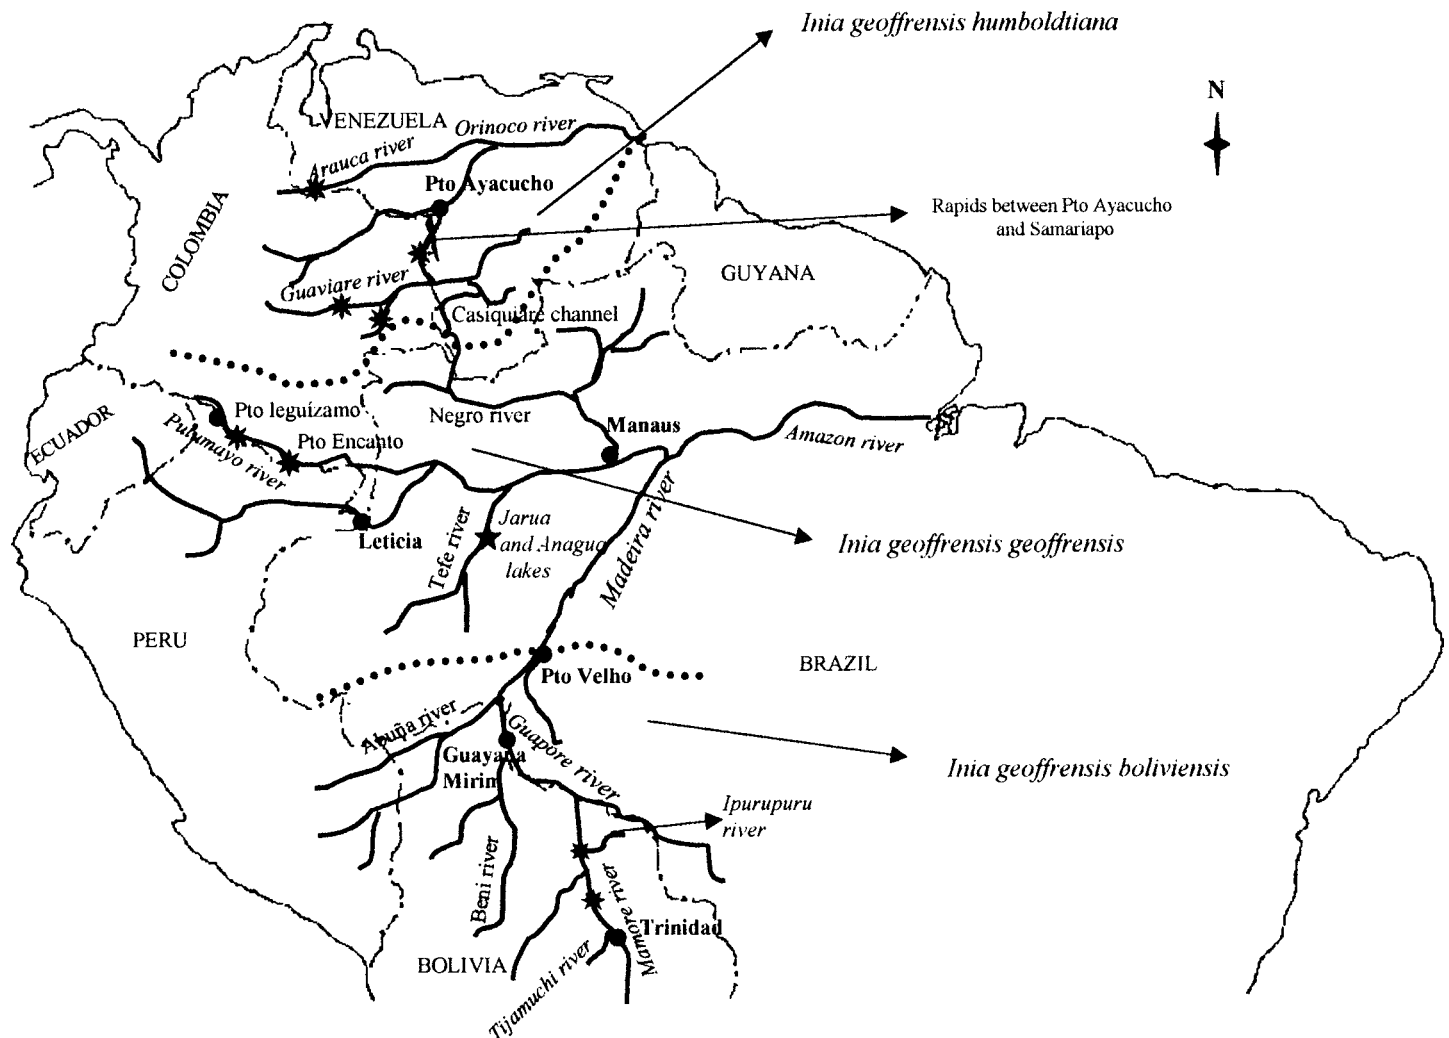 Inia geoffrensis humboldtiana
N
VENEZUELA
Orinoco river
Arauca river
Pto Ayacucho
COLOMBIA
Rapids between Pto Ayacucho
and Samariapo
Guaviare river
GUYANA
Casiquiare channel
ECUADOR
Pto leguízamo
Negro river
Manaus
Putumayo river
Pto Encanto
Amazon river
Leticia
Tefe river
Jarua
and Anagua
lakes
Madeira river
Inia geoffrensis geoffrensis
PERU
BRAZIL
Pto Velho
Abuña river
Guapore river
Guayana
Mirin
Inia geoffrensis boliviensis
Ipurupuru
river
Beni river
Mamore river
Trinidad
BOLIVIA
Tijamuchi river